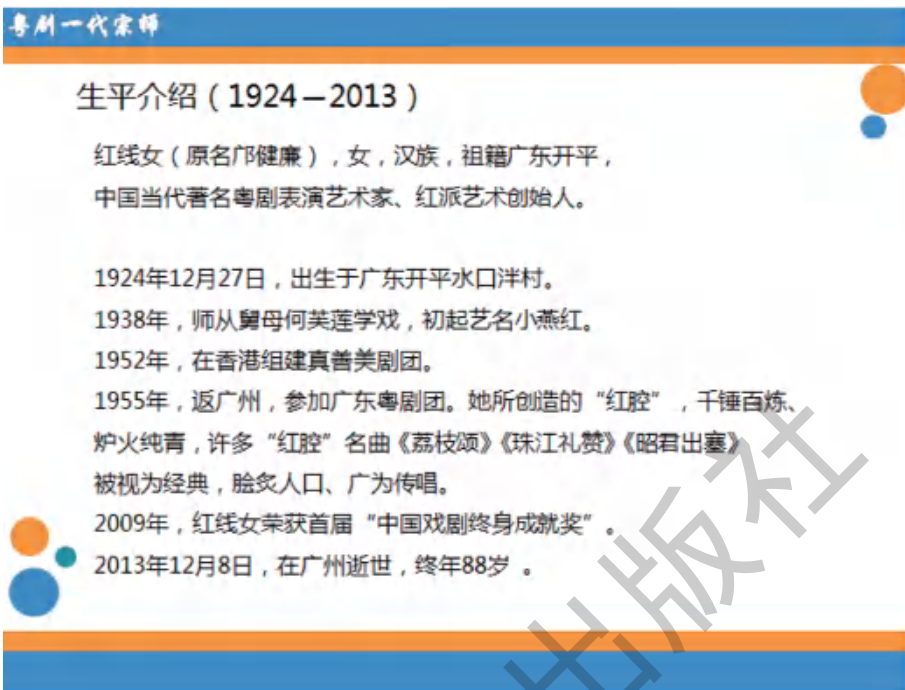 粤剧一代宗师
生平介绍（1924—2013）
红线女（原名邝健廉），女，汉族，祖籍广东开平，
中国当代著名粤剧表演艺术家、红派艺术创始人。
1924年12月27日，出生于广东开平水口泮村。
1938年，师从舅母何芙莲学戏，初起艺名小燕红。
1952年，在香港组建真善美剧团。
1955年，返广州，参加广东粤剧团。她所创造的“红腔”，千锤百炼、
炉火纯青，许多“红腔”名曲《荔枝颂》《珠江礼赞》《昭君出塞》
被视为经典，脍炙人口、广为传唱。
2009年，红线女荣获首届“中国戏剧终身成就奖”。
2013年12月8日，在广州逝世，终年88岁 。
出版社